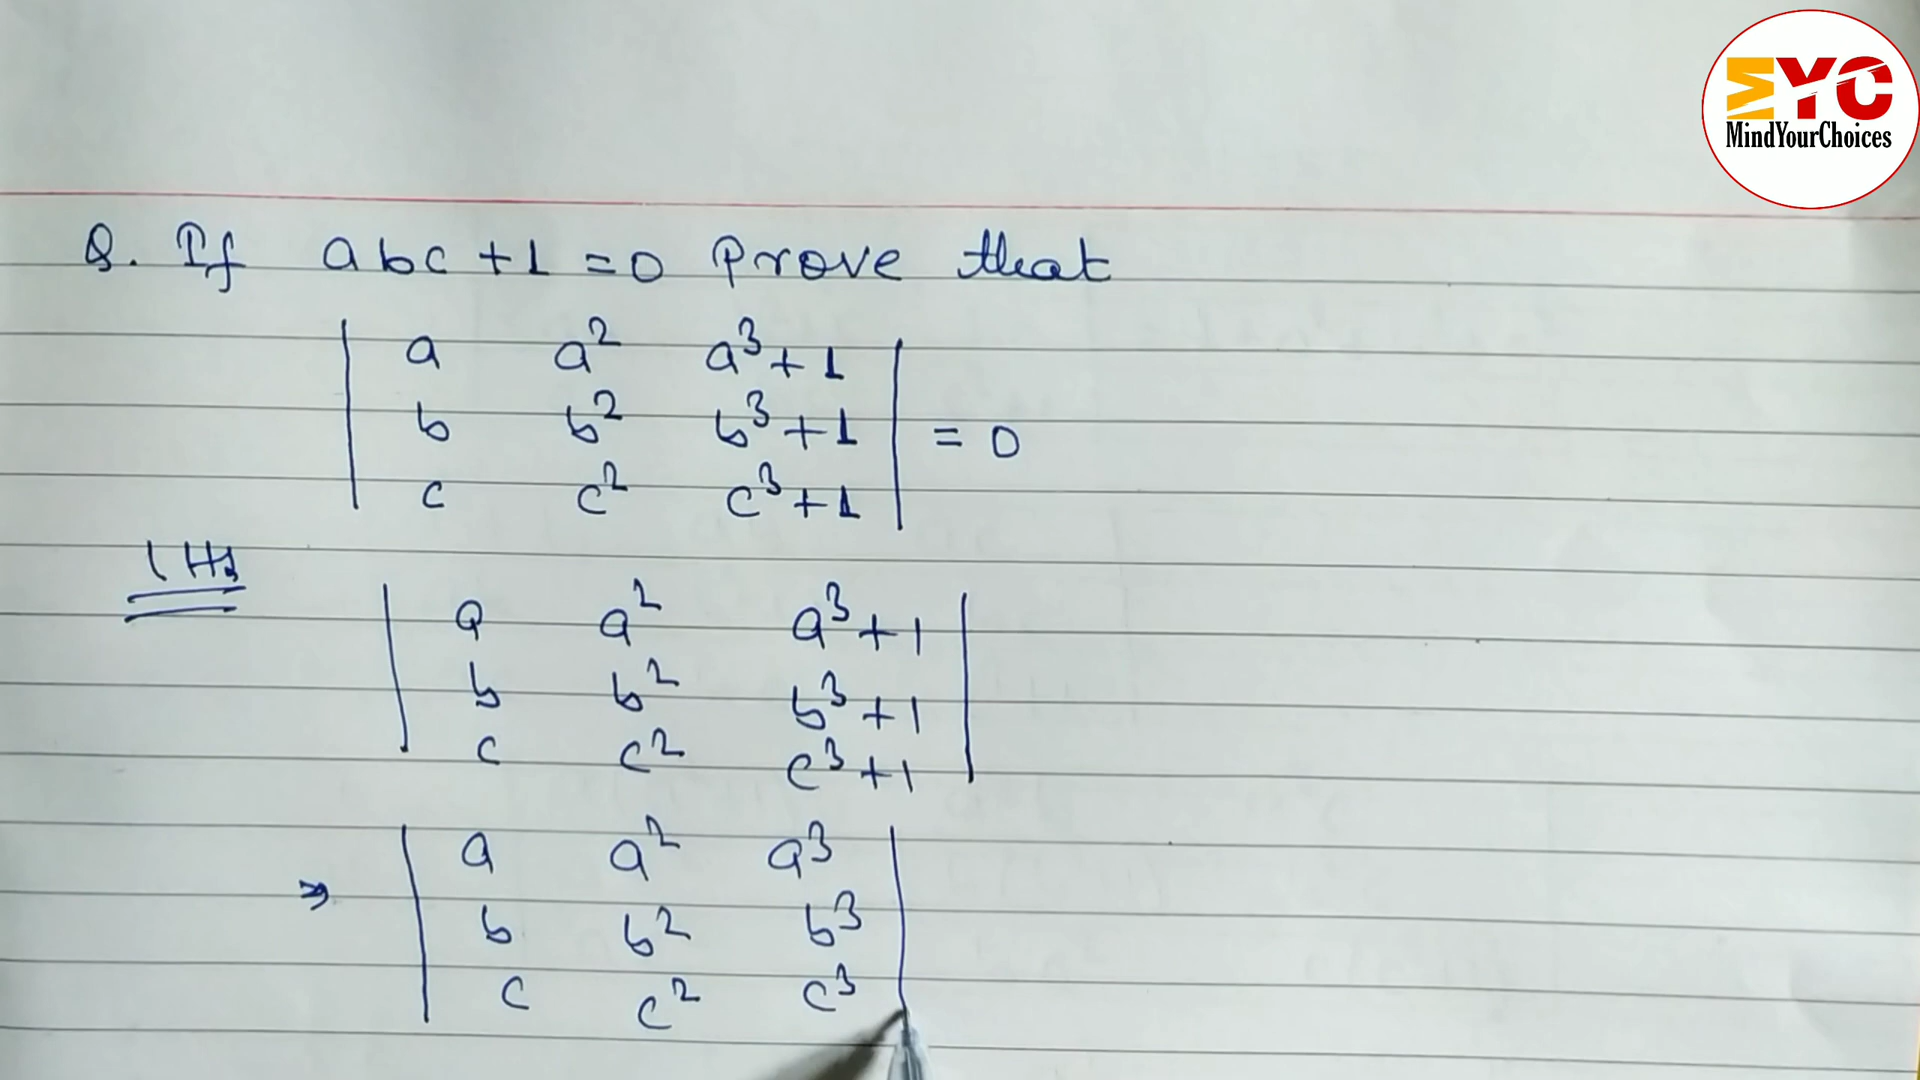 MYC
MindYourChoices
Q. If abc+1=0 Prove that
a a² a³+1
b b² b³+1 = 0
c c² c³+1
LHS
a a² a³+1
b b² b³+1
c c² c³+1
⇒ a a² a³
b b² b³
c c² c³